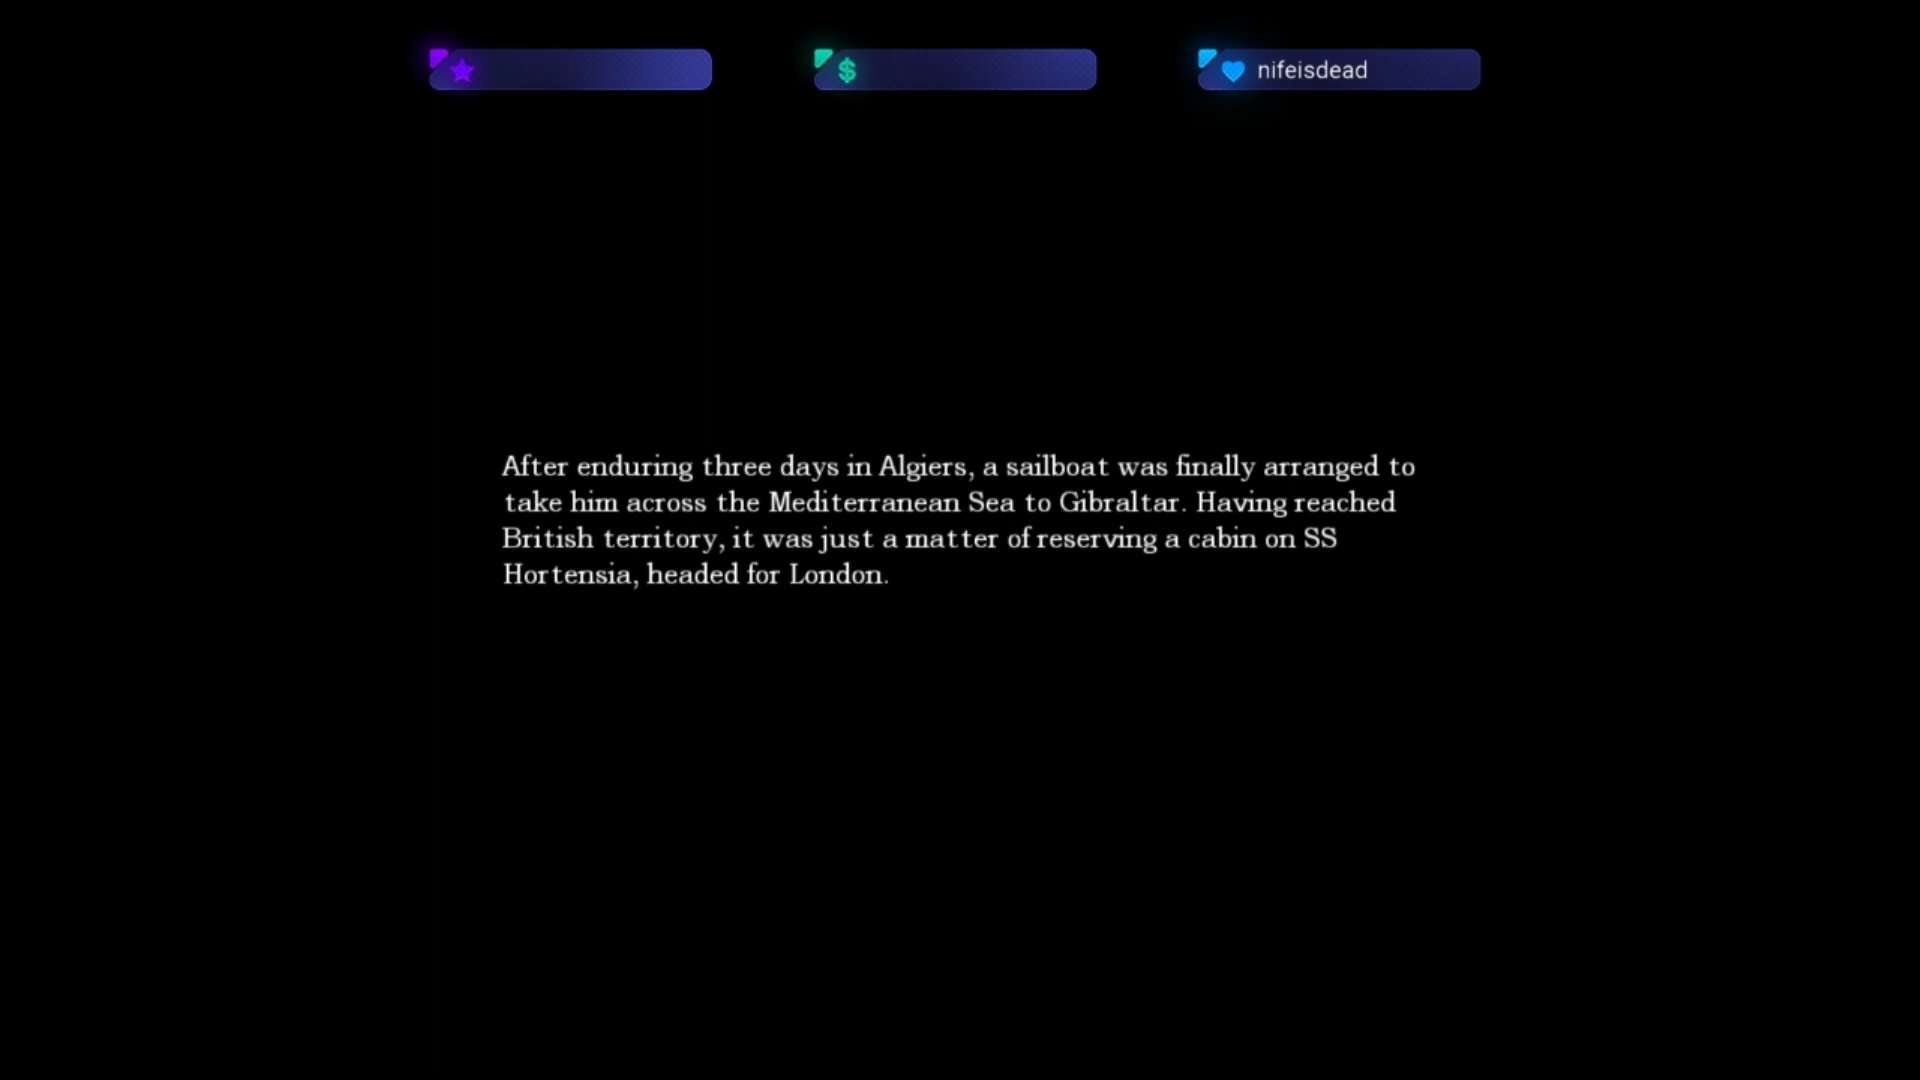 nifeisdead
After enduring three days in Algiers, a sailboat was finally arranged to
take him across the Mediterranean Sea to Gibraltar. Having reached
British territory, it was just a matter of reserving a cabin on SS
Hortensia, headed for London.